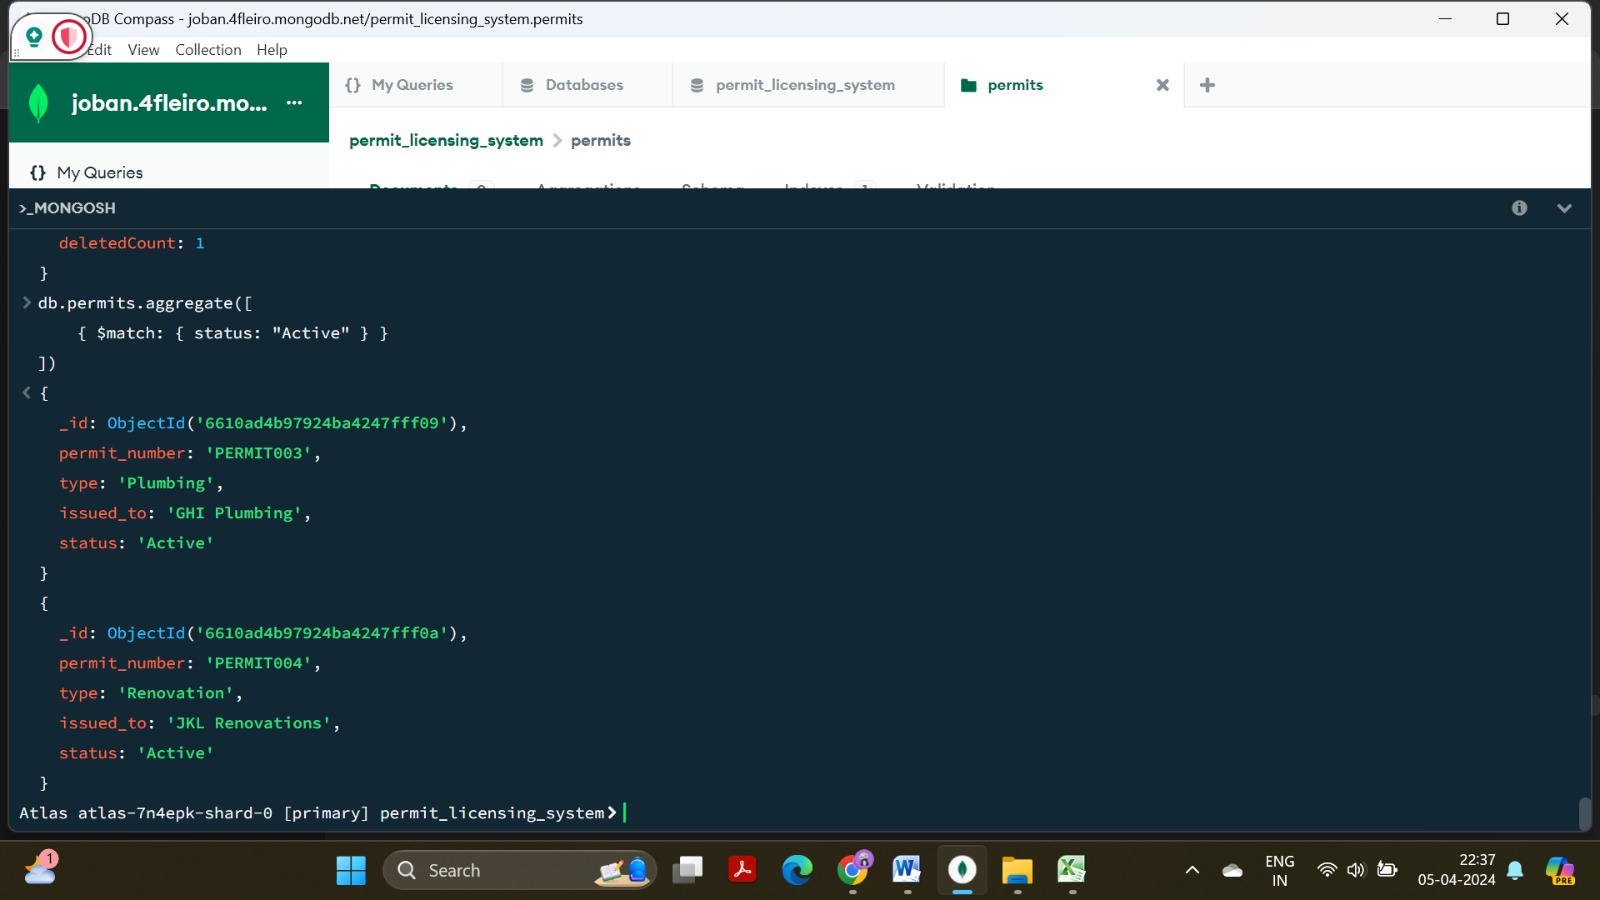 DB Compass - joban.4fleiro.mongodb.net/permit_licensing_system.permits
Edit View Collection Help
joban.4fleiro.mo... ...
{} My Queries
Databases
permit_licensing_system
permits
permit_licensing_system > permits
{} My Queries
Documents 0 Aggregations Schema Indexes 1 Validation
>_MONGOSH
deletedCount: 1
}
> db.permits.aggregate([
{ $match: { status: "Active" } }
])
< {
_id: ObjectId('6610ad4b97924ba4247fff09'),
permit_number: 'PERMIT003',
type: 'Plumbing',
issued_to: 'GHI Plumbing',
status: 'Active'
}
{
_id: ObjectId('6610ad4b97924ba4247fff0a'),
permit_number: 'PERMIT004',
type: 'Renovation',
issued_to: 'JKL Renovations',
status: 'Active'
}
Atlas atlas-7n4epk-shard-0 [primary] permit_licensing_system>
1
Search
ENG
IN
22:37
05-04-2024
PRE